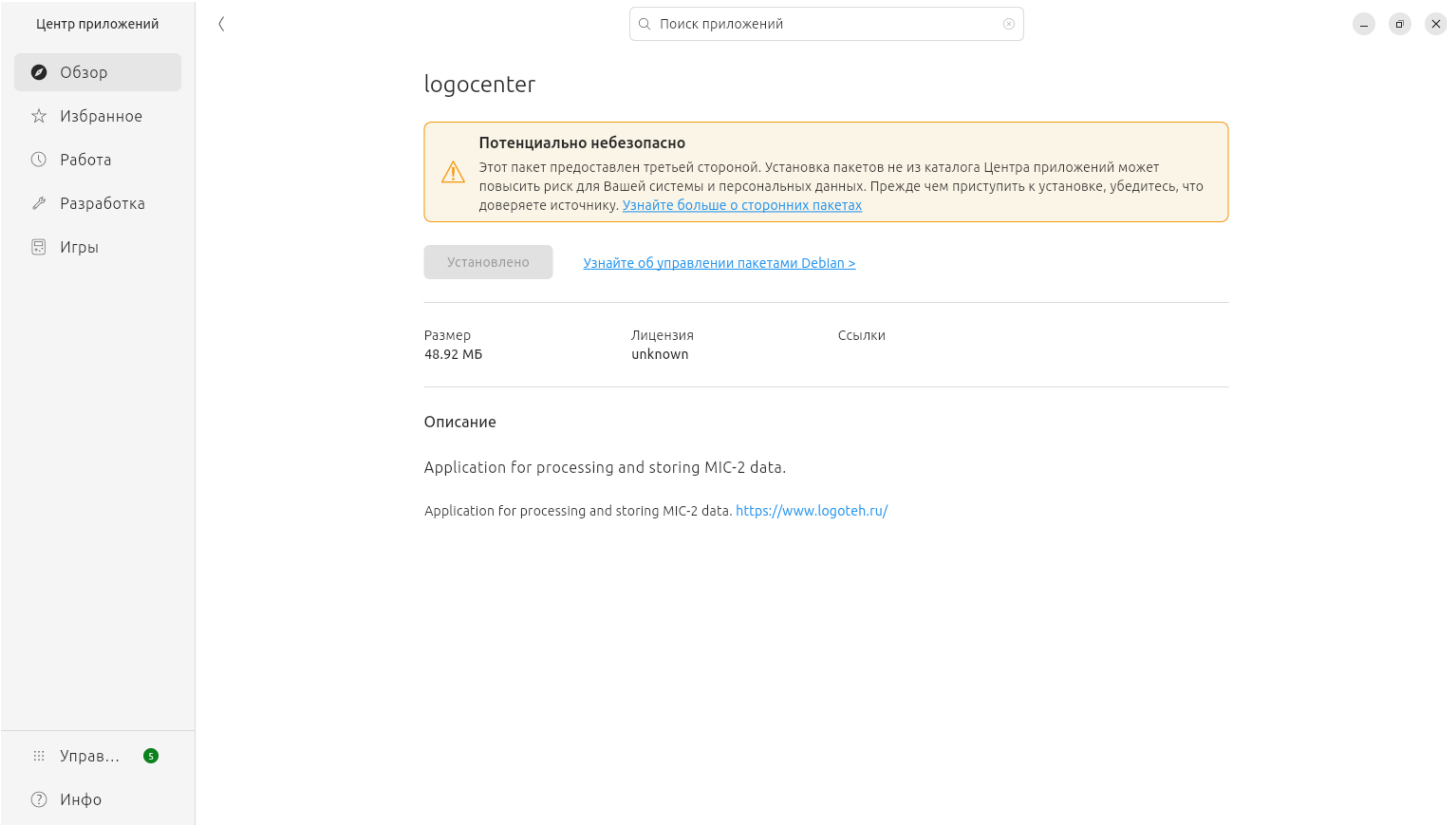 Центр приложений
Поиск приложений
Обзор
Избранное
Работа
Разработка
Игры
logocenter
Потенциально небезопасно
Этот пакет предоставлен третьей стороной. Установка пакетов не из каталога Центра приложений может
повысить риск для Вашей системы и персональных данных. Прежде чем приступить к установке, убедитесь, что
доверяете источнику. Узнайте больше о сторонних пакетах
Установлено
Узнайте об управлении пакетами Debian >
Размер
48.92 МБ
Лицензия
unknown
Ссылки
Описание
Application for processing and storing MIC-2 data.
Application for processing and storing MIC-2 data. https://www.logoteh.ru/
Управ...
5
Инфо